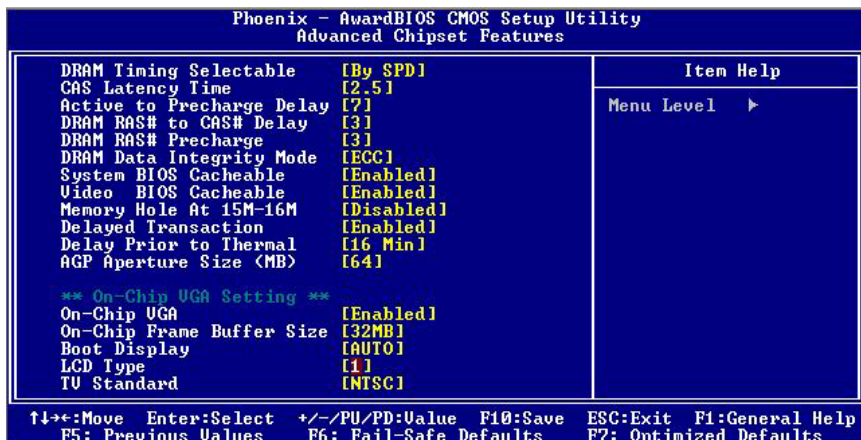 Phoenix - AwardBIOS CMOS Setup Utility
Advanced Chipset Features
DRAM Timing Selectable [By SPD]
CAS Latency Time [2.5]
Active to Precharge Delay [7]
DRAM RAS# to CAS# Delay [3]
DRAM RAS# Precharge [3]
DRAM Data Integrity Mode [ECC]
System BIOS Cacheable [Enabled]
Video BIOS Cacheable [Enabled]
Memory Hole At 15M-16M [Disabled]
Delayed Transaction [Enabled]
Delay Prior to Thermal [16 Min]
AGP Aperture Size (MB) [64]
** On-Chip VGA Setting **
On-Chip VGA [Enabled]
On-Chip Frame Buffer Size [32MB]
Boot Display [AUTO]
LCD Type [1]
TV Standard [NTSC]
Item Help
Menu Level ▶
↑↓→←:Move Enter:Select +/-/PU/PD:Value F10:Save ESC:Exit F1:General Help
F5: Previous Values F6: Fail-Safe Defaults F7: Optimized Defaults